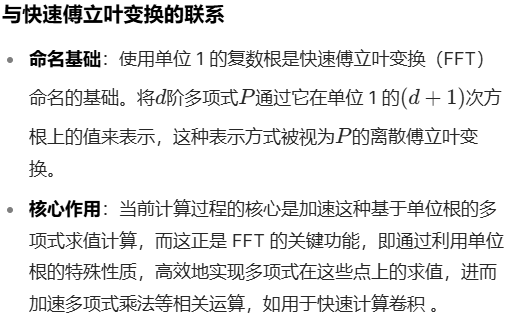 与快速傅立叶变换的联系
• 命名基础：使用单位 1 的复数根是快速傅立叶变换（FFT）
命名的基础。将d阶多项式P通过它在单位 1 的(d + 1)次方
根上的值来表示，这种表示方式被视为P的离散傅立叶变
换。
• 核心作用：当前计算过程的核心是加速这种基于单位根的多
项式求值计算，而这正是 FFT 的关键功能，即通过利用单位
根的特殊性质，高效地实现多项式在这些点上的求值，进而
加速多项式乘法等相关运算，如用于快速计算卷积 。